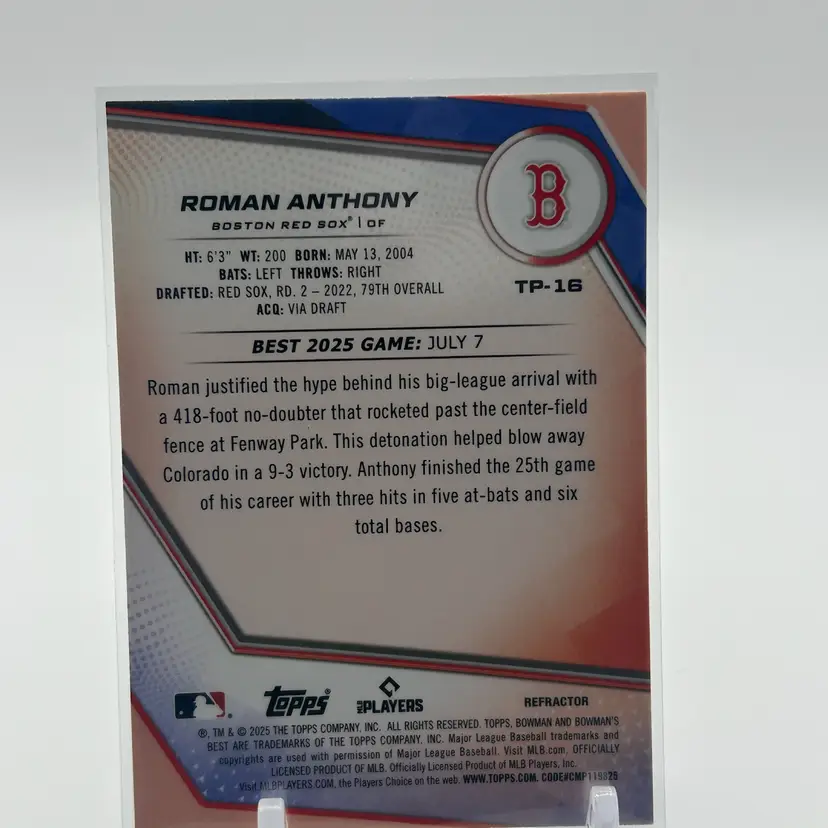 B
ROMAN ANTHONY
BOSTON RED SOX® | OF
HT: 6'3" WT: 200 BORN: MAY 13, 2004
BATS: LEFT THROWS: RIGHT
DRAFTED: RED SOX, RD. 2 – 2022, 79TH OVERALL
ACQ: VIA DRAFT
TP-16
BEST 2025 GAME: JULY 7
Roman justified the hype behind his big-league arrival with
a 418-foot no-doubter that rocketed past the center-field
fence at Fenway Park. This detonation helped blow away
Colorado in a 9-3 victory. Anthony finished the 25th game
of his career with three hits in five at-bats and six
total bases.
topps® MLB PLAYERS REFRACTOR
®, TM & © 2025 THE TOPPS COMPANY, INC. ALL RIGHTS RESERVED. TOPPS, BOWMAN AND BOWMAN'S
BEST ARE TRADEMARKS OF THE TOPPS COMPANY, INC. Major League Baseball trademarks and
copyrights are used with permission of Major League Baseball. Visit MLB.com. OFFICIALLY
LICENSED PRODUCT OF MLB. Officially Licensed Product of MLB Players, Inc.
Visit MLBPLAYERS.COM, the Players Choice on the web. WWW.TOPPS.COM. CODE#CMP119325